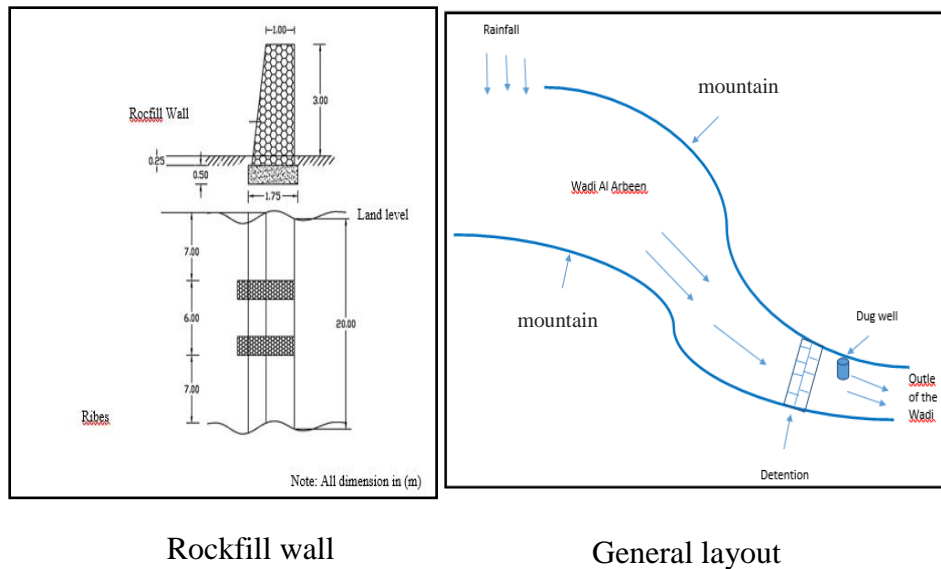 1.00
Rocfill Wall
3.00
0.25
0.50
1.75
Land level
7.00
6.00
20.00
7.00
Ribes
Note: All dimension in (m)
Rockfill wall
Rainfall
mountain
Wadi Al Arbeen
mountain
Dug well
Outle
of the
Wadi
Detention
General layout